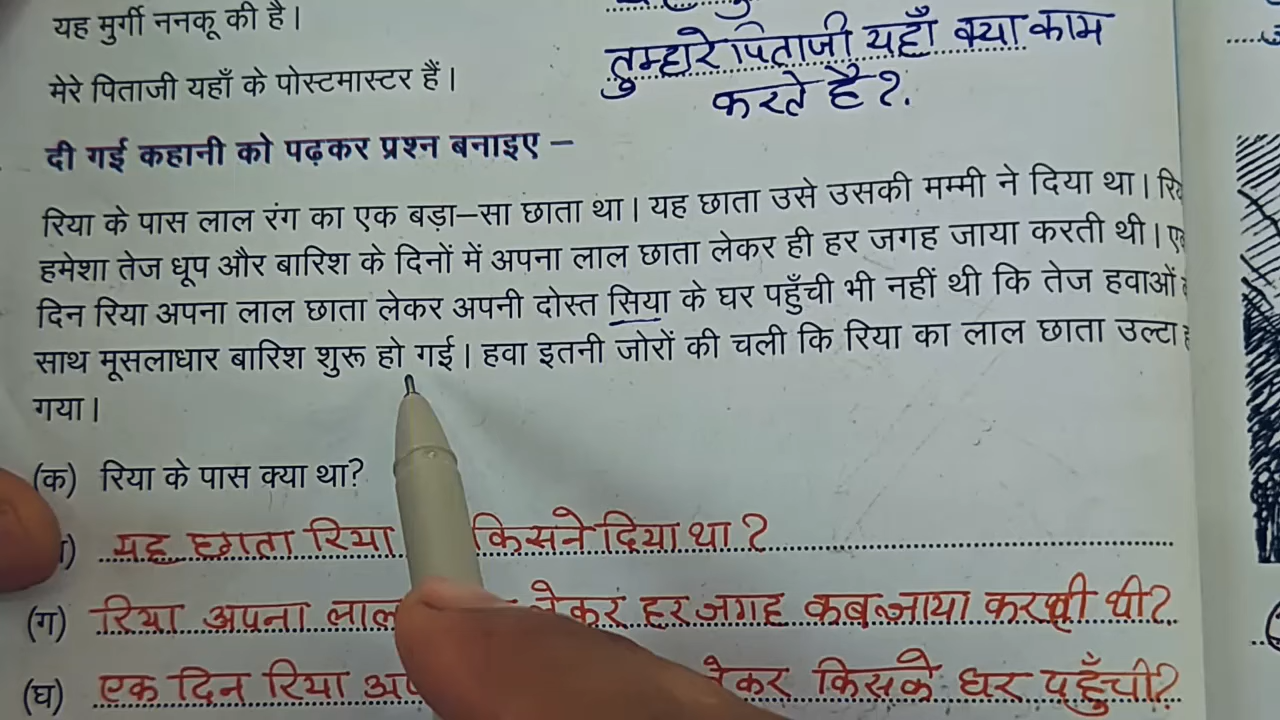 यह मुर्गी ननकू की है।
मेरे पिताजी यहाँ के पोस्टमास्टर हैं।
तुम्हारे पिताजी यहाँ क्या काम
करते है?.
दी गई कहानी को पढ़कर प्रश्न बनाइए –
रिया के पास लाल रंग का एक बड़ा–सा छाता था। यह छाता उसे उसकी मम्मी ने दिया था।
हमेशा तेज धूप और बारिश के दिनों में अपना लाल छाता लेकर ही हर जगह जाया करती थी।
दिन रिया अपना लाल छाता लेकर अपनी दोस्त सिया के घर पहुँची भी नहीं थी कि तेज हवाओं
साथ मूसलाधार बारिश शुरू हो गई। हवा इतनी जोरों की चली कि रिया का लाल छाता उल्टा
गया।
(क) रिया के पास क्या था?
यह छाता रिया किसने दिया था?
(ग) रिया अपना लाल लेकर हर जगह कब जाया करती थी?
(घ) एक दिन रिया लेकर किसके घर पहुँची?